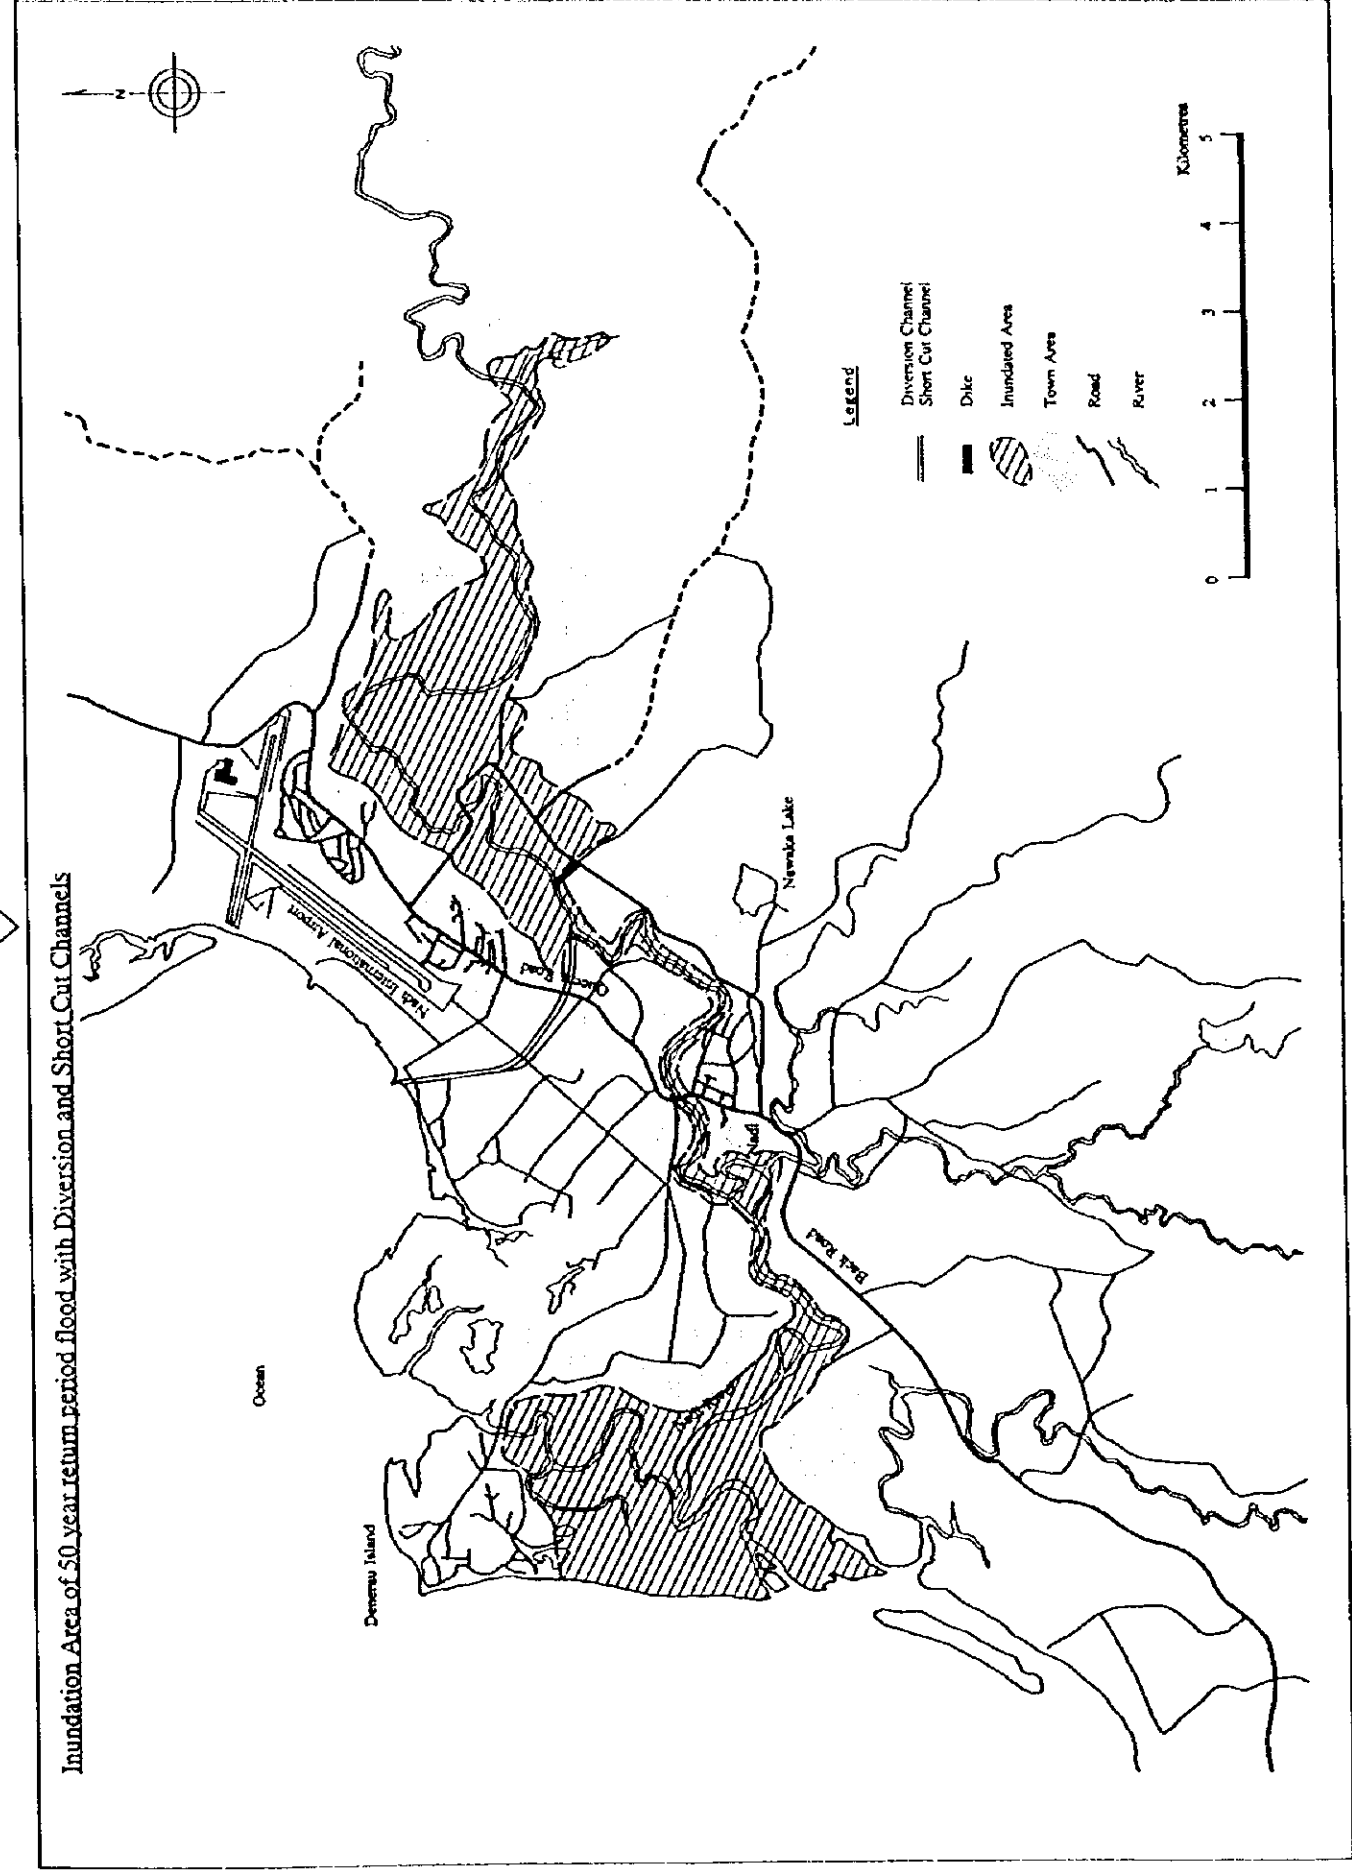 Inundation Area of 50 year return period flood with Diversion and Short Cut Channels
N
Ocean
Denerau Island
Nadi International Airport
Queens Road
Nadi
Back Road
Nawaka Lake
Legend
Diversion Channel
Short Cut Channel
Dike
Inundated Area
Town Area
Road
River
Kilometres
0 1 2 3 4 5